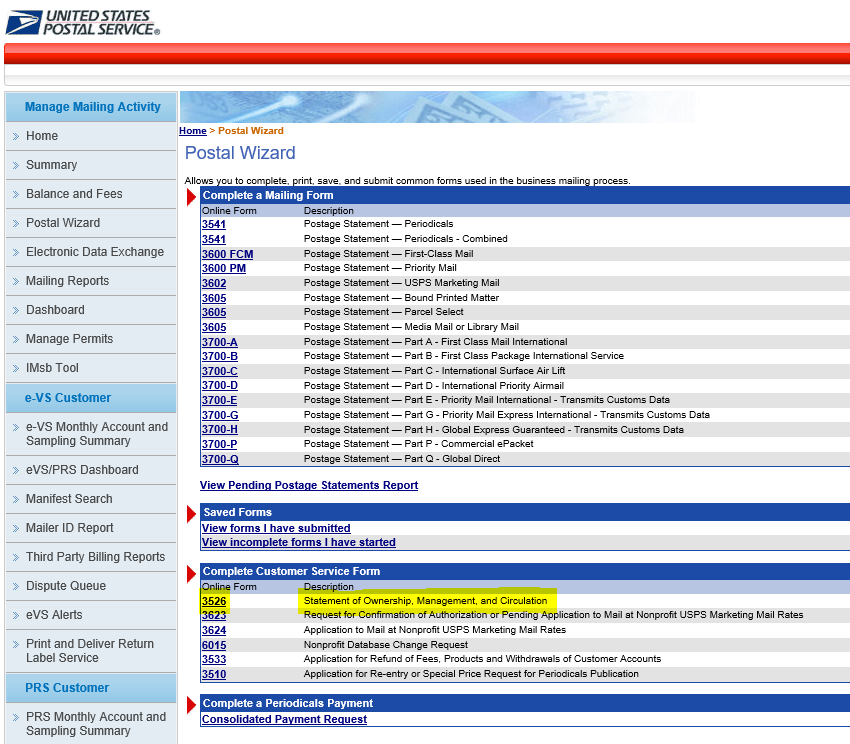 UNITED STATES
POSTAL SERVICE®
Manage Mailing Activity
Home
Summary
Balance and Fees
Postal Wizard
Electronic Data Exchange
Mailing Reports
Dashboard
Manage Permits
IMsb Tool
e-VS Customer
e-VS Monthly Account and
Sampling Summary
eVS/PRS Dashboard
Manifest Search
Mailer ID Report
Third Party Billing Reports
Dispute Queue
eVS Alerts
Print and Deliver Return
Label Service
PRS Customer
PRS Monthly Account and
Sampling Summary
Home > Postal Wizard
Postal Wizard
Allows you to complete, print, save, and submit common forms used in the business mailing process.
Complete a Mailing Form
Online Form Description
3541 Postage Statement — Periodicals
3541 Postage Statement — Periodicals - Combined
3600 FCM Postage Statement — First-Class Mail
3600 PM Postage Statement — Priority Mail
3602 Postage Statement — USPS Marketing Mail
3605 Postage Statement — Bound Printed Matter
3605 Postage Statement — Parcel Select
3605 Postage Statement — Media Mail or Library Mail
3700-A Postage Statement — Part A - First Class Mail International
3700-B Postage Statement — Part B - First Class Package International Service
3700-C Postage Statement — Part C - International Surface Air Lift
3700-D Postage Statement — Part D - International Priority Airmail
3700-E Postage Statement — Part E - Priority Mail International - Transmits Customs Data
3700-G Postage Statement — Part G - Priority Mail Express International - Transmits Customs Data
3700-H Postage Statement — Part H - Global Express Guaranteed - Transmits Customs Data
3700-P Postage Statement — Part P - Commercial ePacket
3700-Q Postage Statement — Part Q - Global Direct
View Pending Postage Statements Report
Saved Forms
View forms I have submitted
View incomplete forms I have started
Complete Customer Service Form
Online Form Description
3526 Statement of Ownership, Management, and Circulation
3623 Request for Confirmation of Authorization or Pending Application to Mail at Nonprofit USPS Marketing Mail Rates
3624 Application to Mail at Nonprofit USPS Marketing Mail Rates
6015 Nonprofit Database Change Request
3533 Application for Refund of Fees, Products and Withdrawals of Customer Accounts
3510 Application for Re-entry or Special Price Request for Periodicals Publication
Complete a Periodicals Payment
Consolidated Payment Request